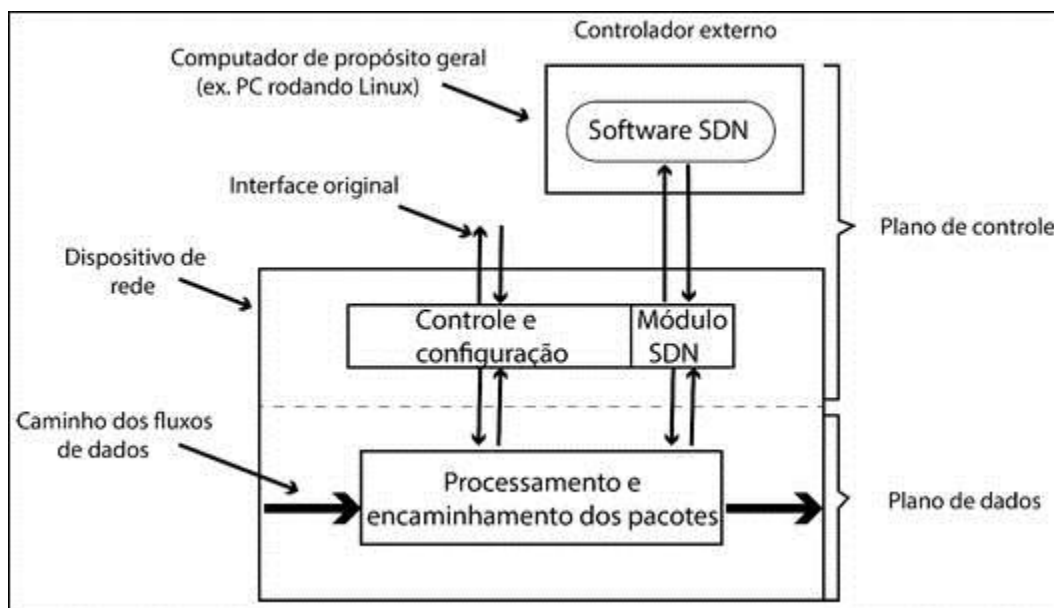 Controlador externo
Computador de propósito geral
(ex. PC rodando Linux)
Software SDN
Interface original
Plano de controle
Dispositivo de
rede
Controle e
configuração
Módulo
SDN
Caminho dos fluxos
de dados
Processamento e
encaminhamento dos pacotes
Plano de dados